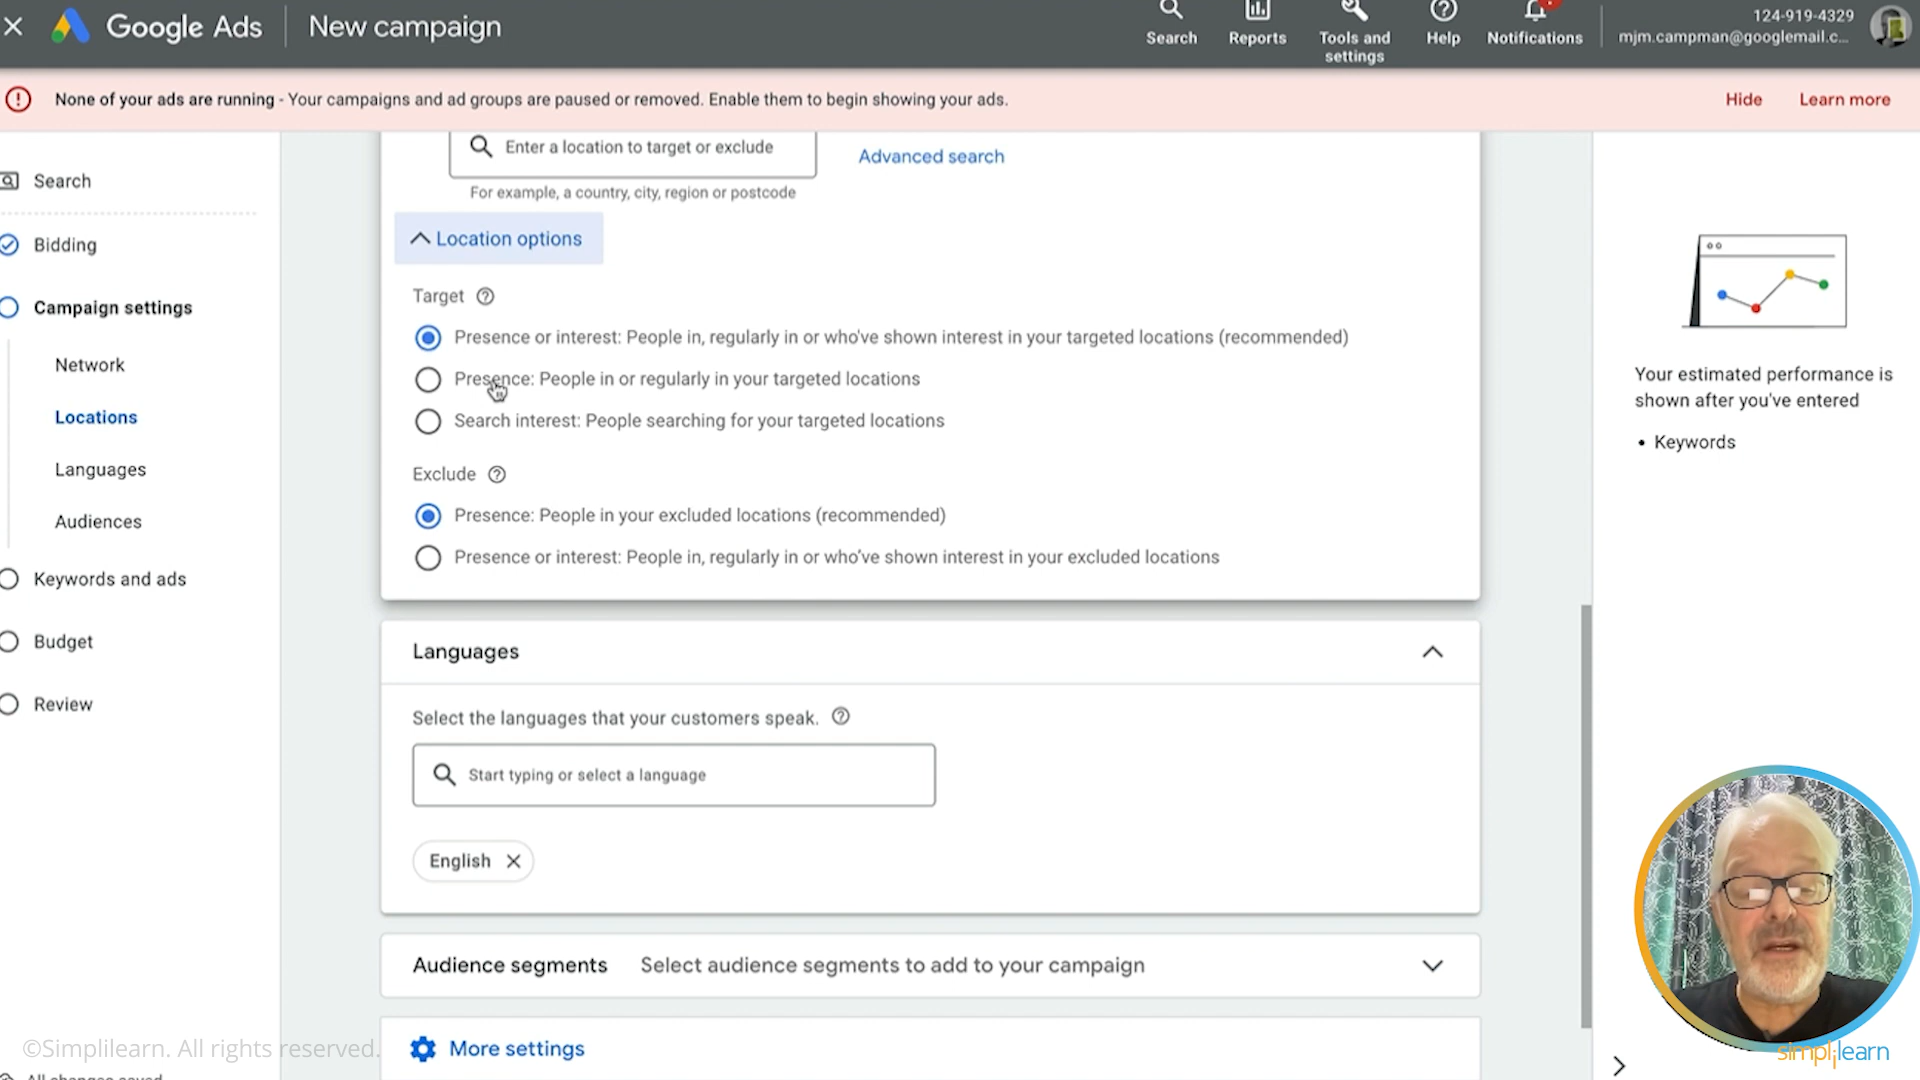 Google Ads
New campaign
Search
Reports
Tools and
settings
Help
Notifications
124-919-4329
mjm.campman@googlemail.c...
None of your ads are running - Your campaigns and ad groups are paused or removed. Enable them to begin showing your ads.
Hide
Learn more
Search
Bidding
Campaign settings
Network
Locations
Languages
Audiences
Keywords and ads
Budget
Review
Enter a location to target or exclude
Advanced search
For example, a country, city, region or postcode
Location options
Target
Presence or interest: People in, regularly in or who've shown interest in your targeted locations (recommended)
Presence: People in or regularly in your targeted locations
Search interest: People searching for your targeted locations
Exclude
Presence: People in your excluded locations (recommended)
Presence or interest: People in, regularly in or who've shown interest in your excluded locations
Languages
Select the languages that your customers speak.
Start typing or select a language
English
Audience segments
Select audience segments to add to your campaign
More settings
Your estimated performance is
shown after you've entered
• Keywords
©Simplilearn. All rights reserved.
All changes saved
simplilearn